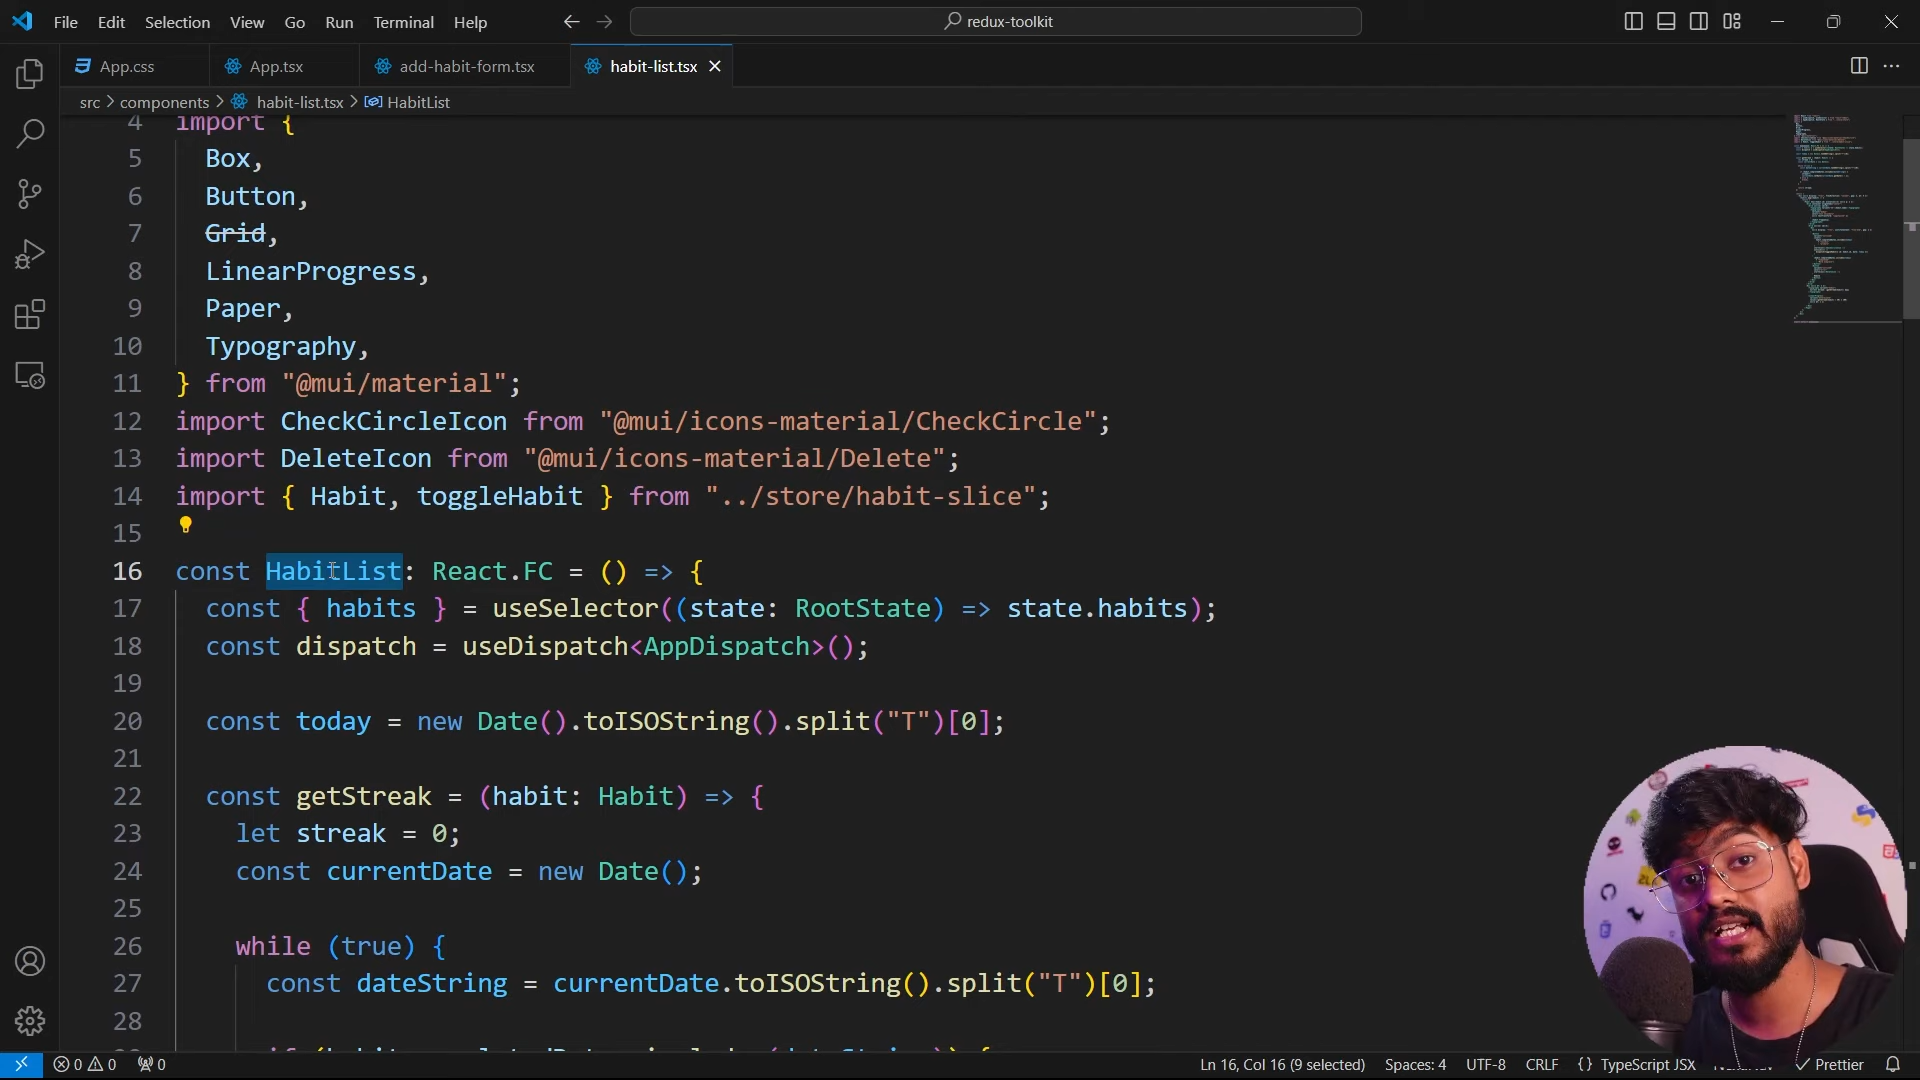 File Edit Selection View Go Run Terminal Help
redux-toolkit
App.css App.tsx add-habit-form.tsx habit-list.tsx
src > components > habit-list.tsx > HabitList
4 import {
5 Box,
6 Button,
7 Grid,
8 LinearProgress,
9 Paper,
10 Typography,
11 } from "@mui/material";
12 import CheckCircleIcon from "@mui/icons-material/CheckCircle";
13 import DeleteIcon from "@mui/icons-material/Delete";
14 import { Habit, toggleHabit } from "../store/habit-slice";
15
16 const HabitList: React.FC = () => {
17 const { habits } = useSelector((state: RootState) => state.habits);
18 const dispatch = useDispatch<AppDispatch>();
19
20 const today = new Date().toISOString().split("T")[0];
21
22 const getStreak = (habit: Habit) => {
23 let streak = 0;
24 const currentDate = new Date();
25
26 while (true) {
27 const dateString = currentDate.toISOString().split("T")[0];
28
0 0 0 Ln 16, Col 16 (9 selected) Spaces: 4 UTF-8 CRLF {} TypeScript JSX Prettier